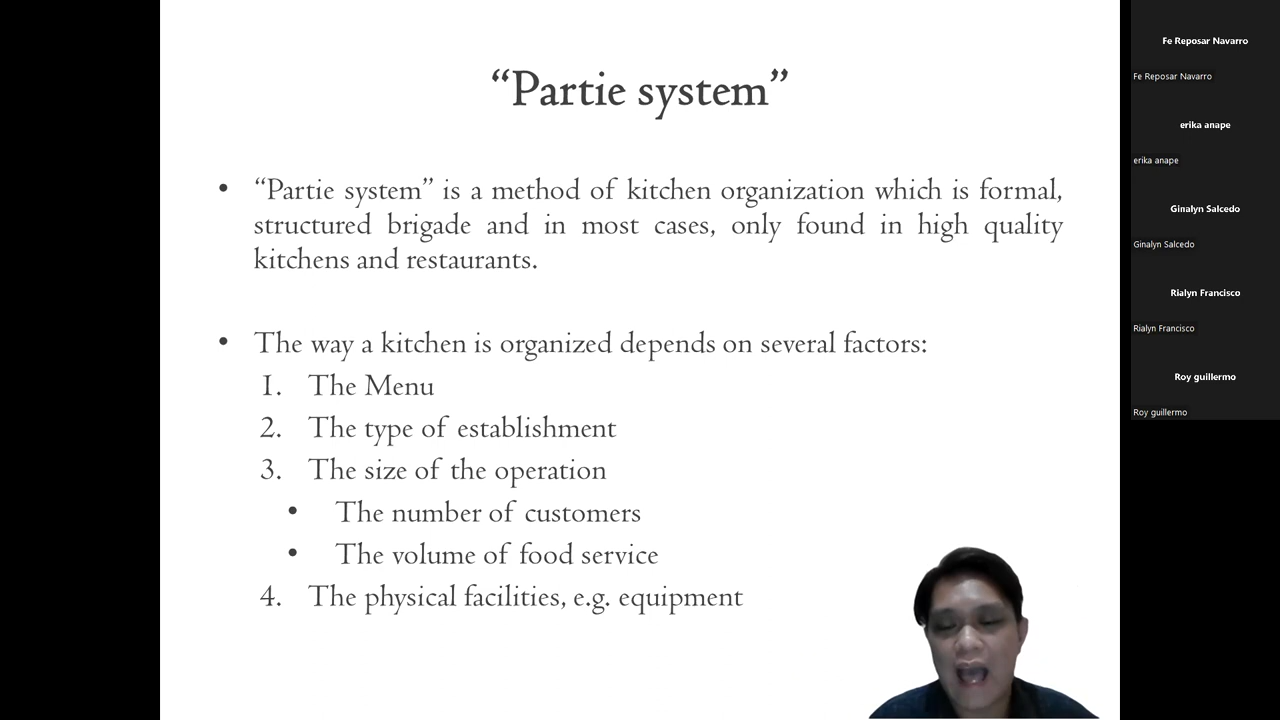 “Partie system”
• “Partie system” is a method of kitchen organization which is formal,
structured brigade and in most cases, only found in high quality
kitchens and restaurants.
• The way a kitchen is organized depends on several factors:
1. The Menu
2. The type of establishment
3. The size of the operation
• The number of customers
• The volume of food service
4. The physical facilities, e.g. equipment
Fe Reposar Navarro
Fe Reposar Navarro
erika anape
erika anape
Ginalyn Salcedo
Ginalyn Salcedo
Rialyn Francisco
Rialyn Francisco
Roy guillermo
Roy guillermo